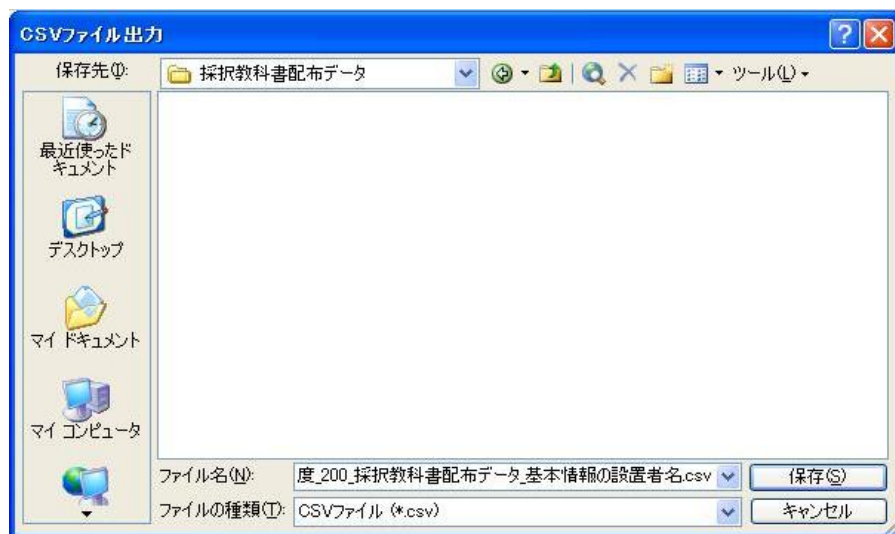 CSVファイル出力
保存先(I):
採択教科書配布データ
ツール(L)
最近使ったド
キュメント
デスクトップ
マイ ドキュメント
マイ コンピュータ
ファイル名(N):
度_200_採択教科書配布データ_基本情報の設置者名.csv
保存(S)
ファイルの種類(T):
CSVファイル (*.csv)
キャンセル